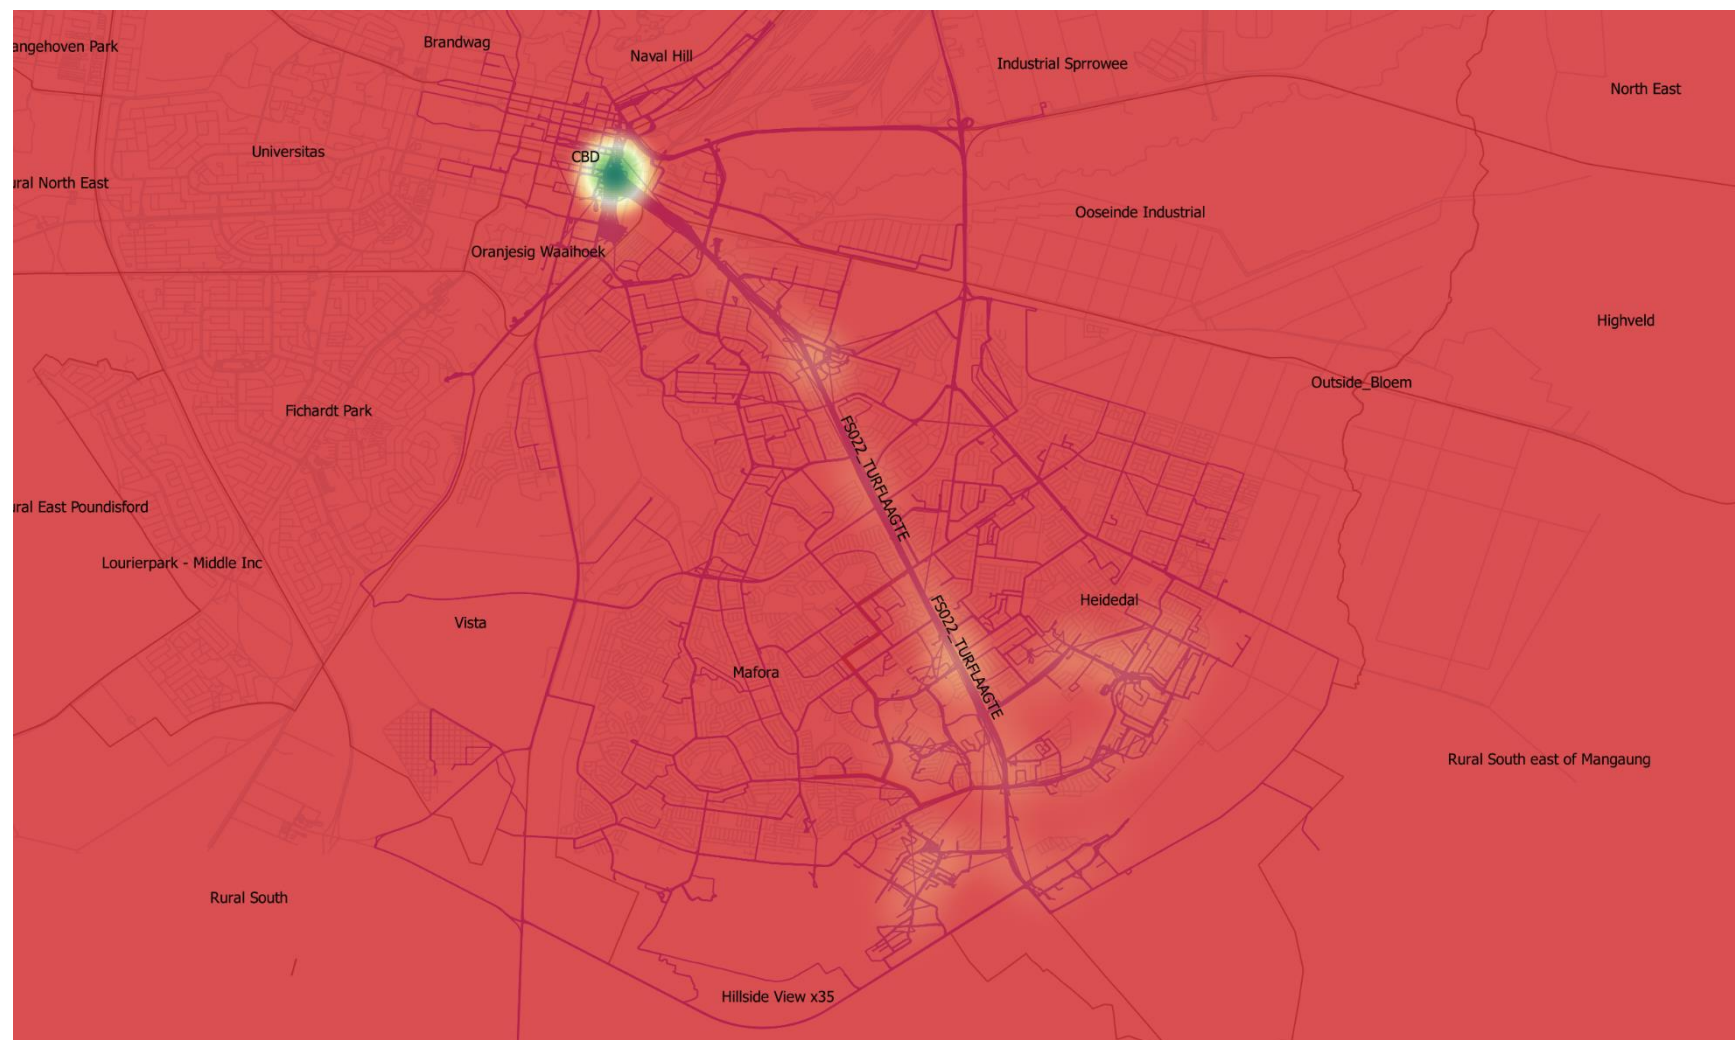 angehoven Park
Brandwag
Naval Hill
Industrial Sprrowee
North East
Universitas
CBD
ural North East
Ooseinde Industrial
Oranjesig Waaihoek
Highveld
Outside_Bloem
Fichardt Park
FS022_TURFLAAGTE
ural East Poundisford
Lourierpark - Middle Inc
Heidedal
FS022_TURFLAAGTE
Vista
Mafora
Rural South east of Mangaung
Rural South
Hillside View x35